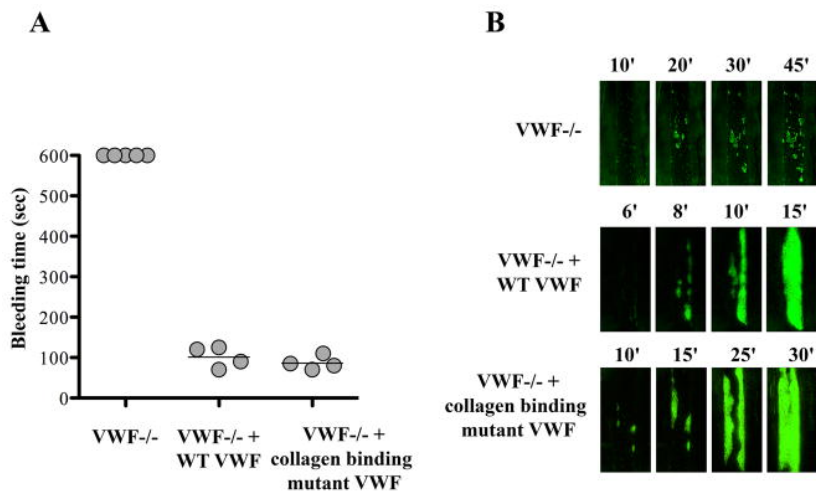 A
Bleeding time (sec)
600
500
400
300
200
100
0
VWF-/-
VWF-/- +
WT VWF
VWF-/- +
collagen binding
mutant VWF
B
10' 20' 30' 45'
VWF-/-
6' 8' 10' 15'
VWF-/- +
WT VWF
10' 15' 25' 30'
VWF-/- +
collagen binding
mutant VWF